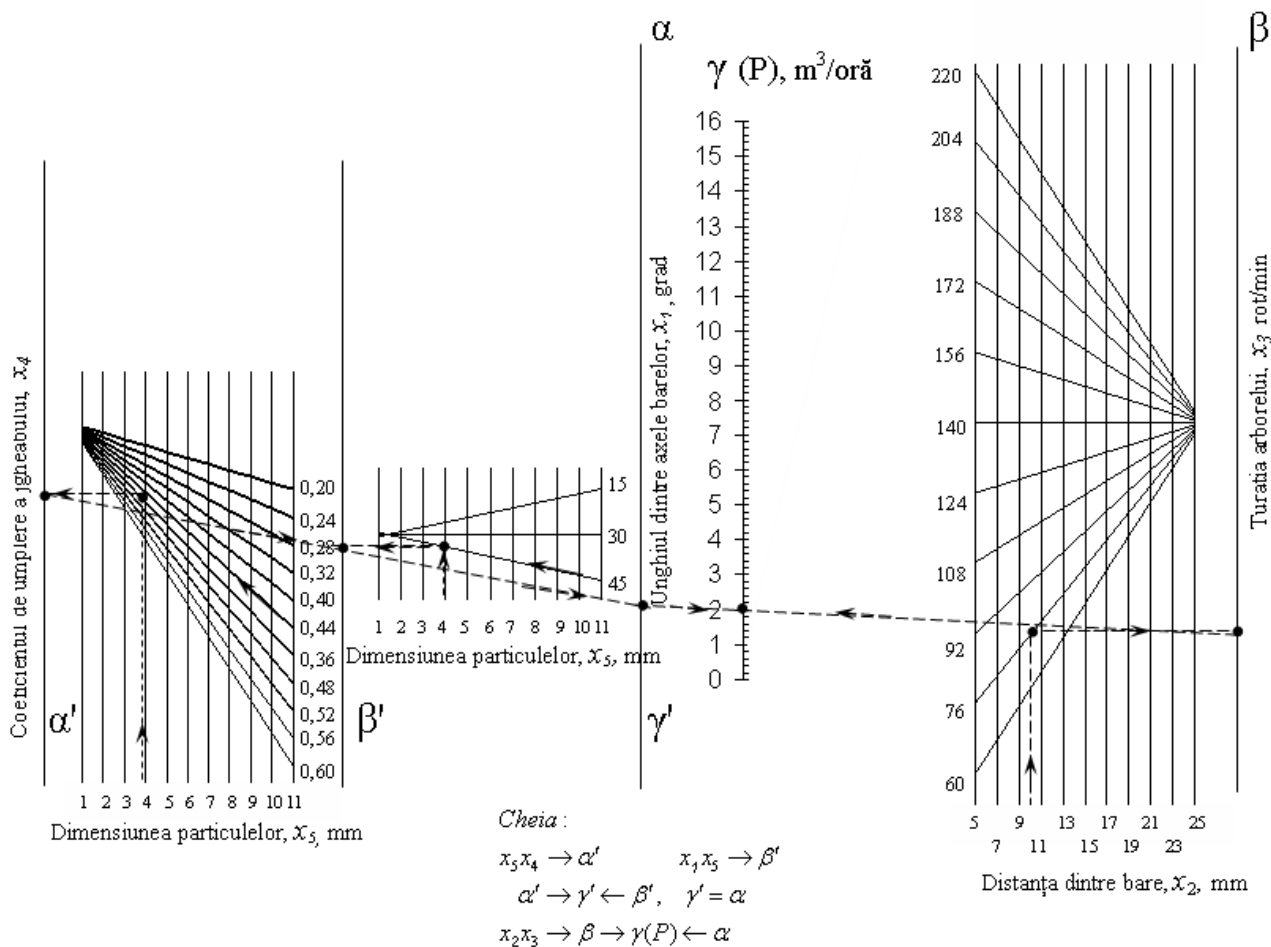 α
β
γ (P), m³/oră
16
15
14
13
12
11
10
9
8
7
6
5
4
3
2
1
0
Coeficientul de umplere a jgheabului, x₄
0,20
0,24
0,28
0,32
0,40
0,44
0,36
0,48
0,52
0,56
0,60
α'
1 2 3 4 5 6 7 8 9 10 11
Dimensiunea particulelor, x₅, mm
β'
15
30
45
1 2 3 4 5 6 7 8 9 10 11
Dimensiunea particulelor, x₅, mm
Unghiul dintre axele barelor, x₁, grad
γ'
220
204
188
172
156
140
124
108
92
76
60
5 9 13 17 21 25
7 11 15 19 23
Distanța dintre bare, x₂, mm
Turatia arborelui, x₃ rot/min
Cheia :
x₅x₄ → α' x₁x₅ → β'
α' → γ' ← β', γ' = α
x₂x₃ → β → γ(P) ← α